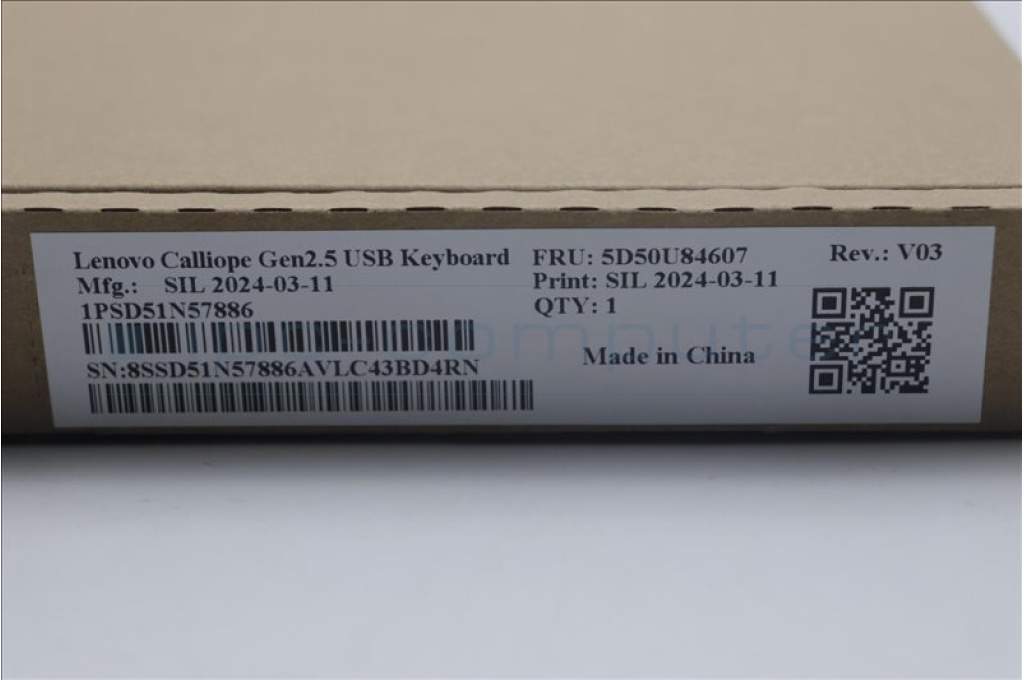 Lenovo Calliope Gen2.5 USB Keyboard
Mfg.: SIL 2024-03-11
1PSD51N57886
SN:8SSD51N57886AVLC43BD4RN
FRU: 5D50U84607
Print: SIL 2024-03-11
QTY: 1
Made in China
Rev.: V03